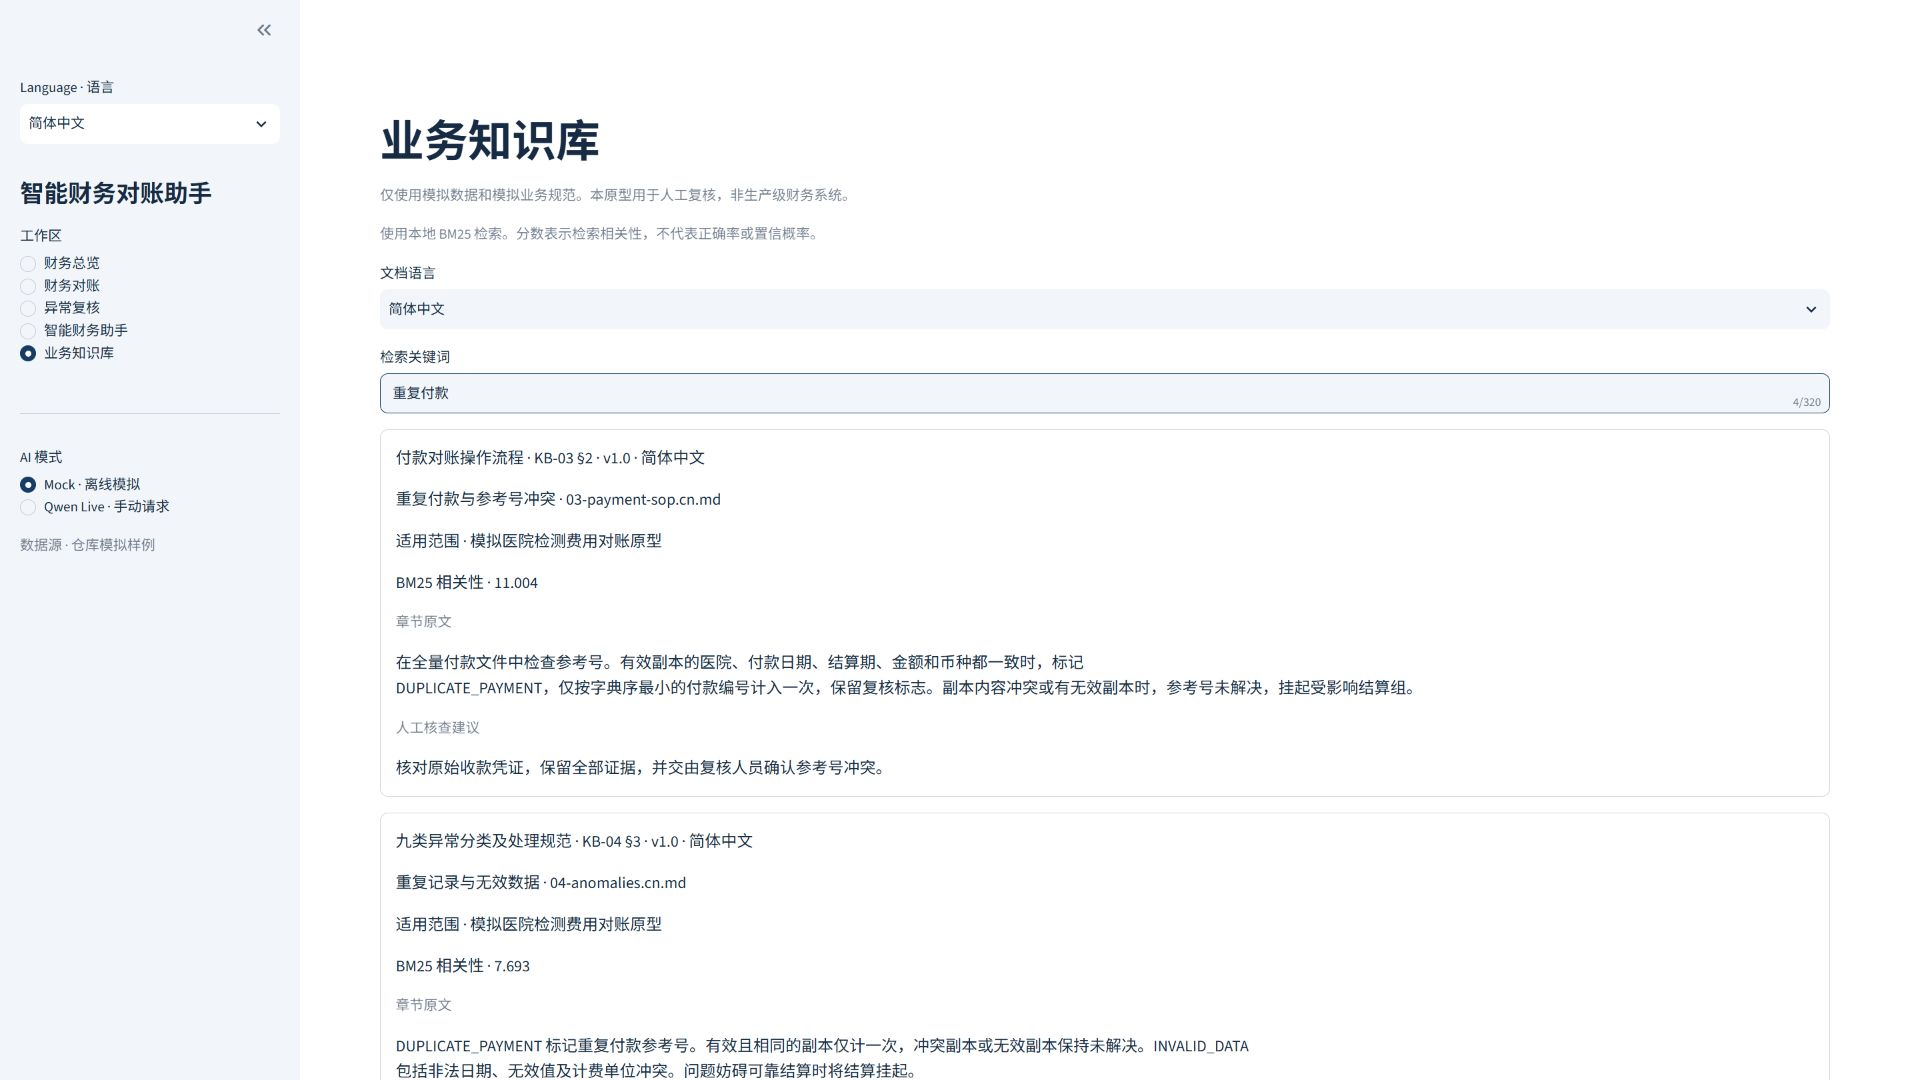 Language · 语言
简体中文
智能财务对账助手
工作区
财务总览
财务对账
异常复核
智能财务助手
业务知识库
AI 模式
Mock · 离线模拟
Qwen Live · 手动请求
数据源 · 仓库模拟样例
业务知识库
仅使用模拟数据和模拟业务规范。本原型用于人工复核，非生产级财务系统。
使用本地 BM25 检索。分数表示检索相关性，不代表正确率或置信概率。
文档语言
简体中文
检索关键词
重复付款
4/320
付款对账操作流程 · KB-03 §2 · v1.0 · 简体中文
重复付款与参考号冲突 · 03-payment-sop.cn.md
适用范围 · 模拟医院检测费用对账原型
BM25 相关性 · 11.004
章节原文
在全量付款文件中检查参考号。有效副本的医院、付款日期、结算期、金额和币种都一致时，标记
DUPLICATE_PAYMENT，仅按字典序最小的付款编号计入一次，保留复核标志。副本内容冲突或有无效副本时，参考号未解决，挂起受影响结算组。
人工核查建议
核对原始收款凭证，保留全部证据，并交由复核人员确认参考号冲突。
九类异常分类及处理规范 · KB-04 §3 · v1.0 · 简体中文
重复记录与无效数据 · 04-anomalies.cn.md
适用范围 · 模拟医院检测费用对账原型
BM25 相关性 · 7.693
章节原文
DUPLICATE_PAYMENT 标记重复付款参考号。有效且相同的副本仅计一次，冲突副本或无效副本保持未解决。INVALID_DATA
包括非法日期、无效值及计费单位冲突。问题妨碍可靠结算时将结算挂起。